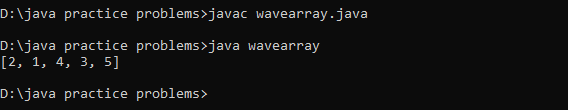 D:\java practice problems>javac wavearray.java
D:\java practice problems>java wavearray
[2, 1, 4, 3, 5]
D:\java practice problems>